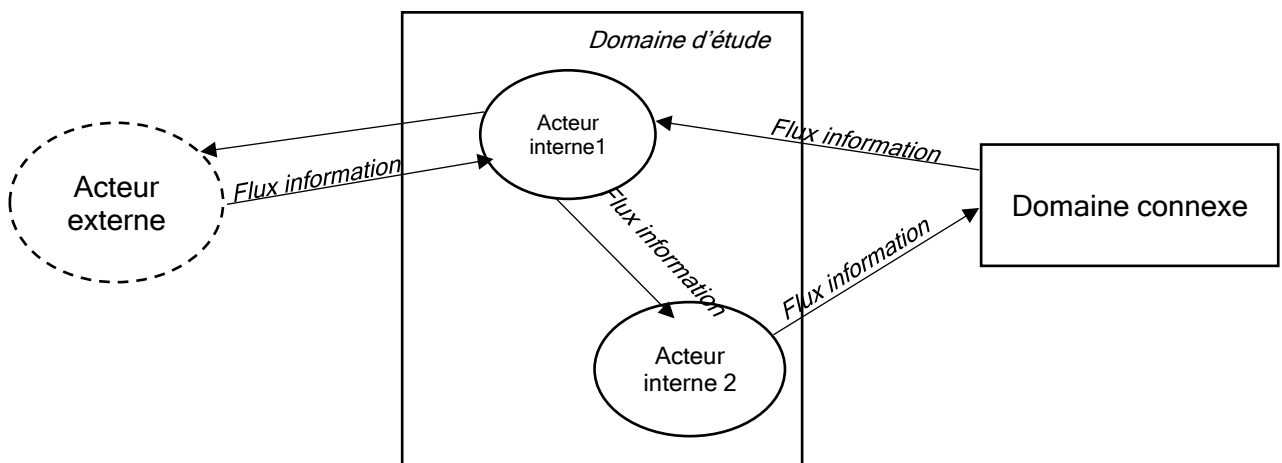 Domaine d'étude
Acteur
interne1
Flux information
Acteur
externe
Flux information
Domaine connexe
Flux information
Flux information
Acteur
interne 2